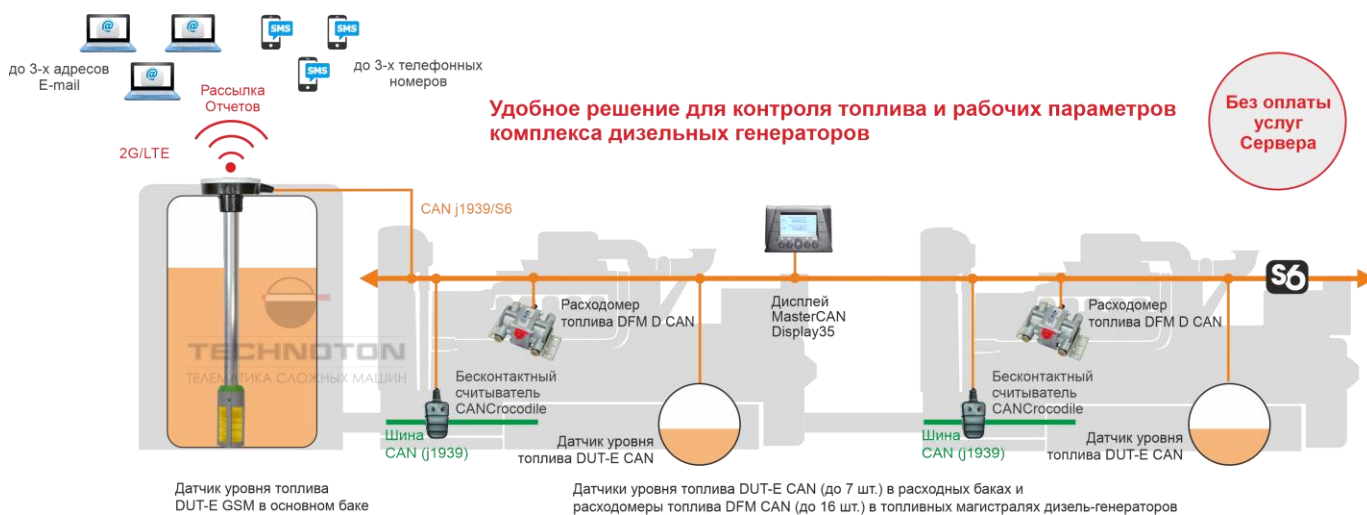 до 3-х адресов
E-mail
@
@
@
SMS
SMS
SMS
до 3-х телефонных
номеров
Рассылка
Отчетов
2G/LTE
Удобное решение для контроля топлива и рабочих параметров
комплекса дизельных генераторов
Без оплаты
услуг
Сервера
CAN j1939/S6
S6
Расходомер
топлива DFM D CAN
Дисплей
MasterCAN
Display35
Расходомер
топлива DFM D CAN
TECHNOTON
ТЕЛЕМАТИКА СЛОЖНЫХ МАШИН
Бесконтактный
считыватель
CANCrocodile
Бесконтактный
считыватель
CANCrocodile
Шина
CAN (j1939)
Датчик уровня
топлива DUT-E CAN
Шина
CAN (j1939)
Датчик уровня
топлива DUT-E CAN
Датчик уровня топлива
DUT-E GSM в основном баке
Датчики уровня топлива DUT-E CAN (до 7 шт.) в расходных баках и
расходомеры топлива DFM CAN (до 16 шт.) в топливных магистралях дизель-генераторов